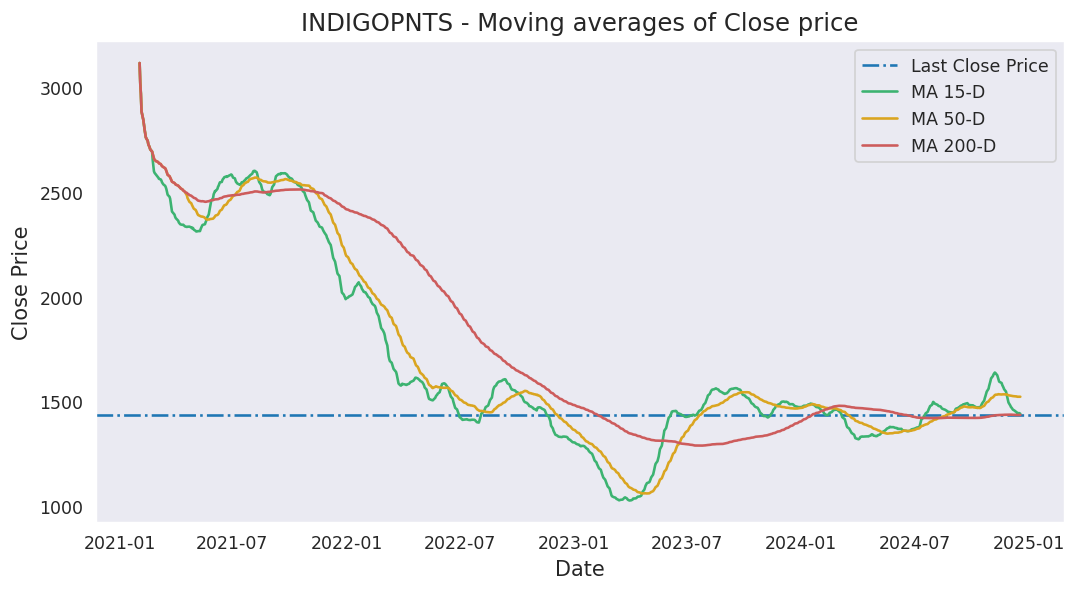 INDIGOPNTS - Moving averages of Close price
Last Close Price
MA 15-D
MA 50-D
MA 200-D
Close Price
3000
2500
2000
1500
1000
2021-01 2021-07 2022-01 2022-07 2023-01 2023-07 2024-01 2024-07 2025-01
Date